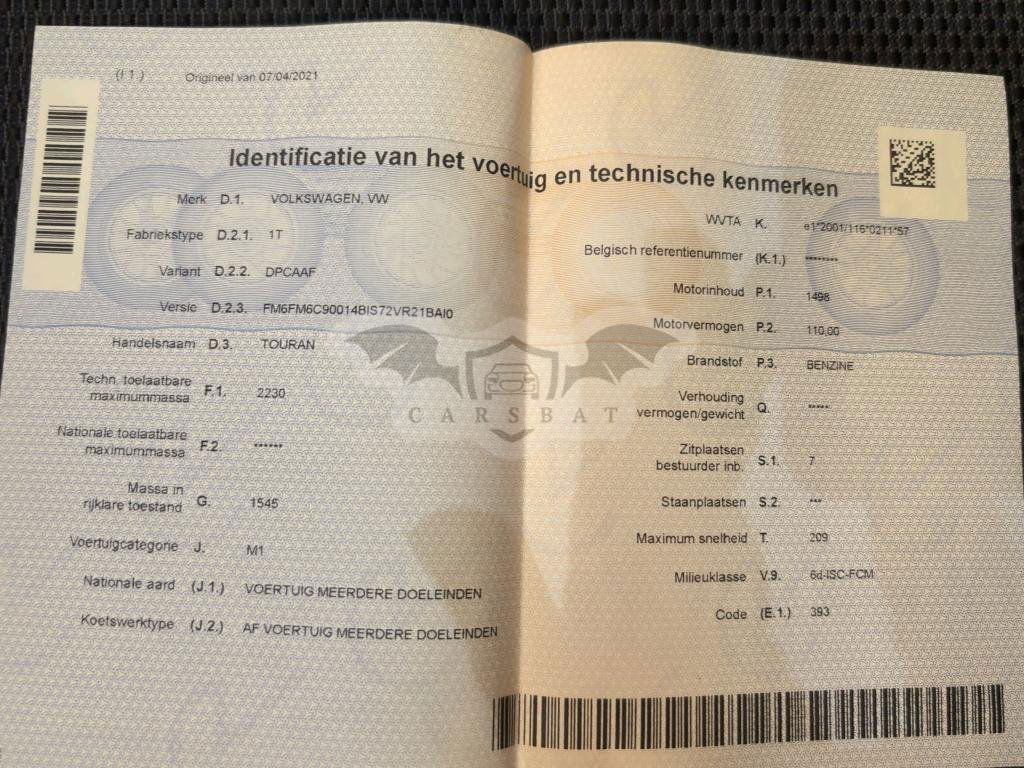 (I 1.) Origineel van 07/04/2021
Identificatie van het voertuig en technische kenmerken
Merk D.1. VOLKSWAGEN, VW
Fabriekstype D.2.1. 1T
Variant D.2.2. DPCAAF
Versie D.2.3. FM6FM6C90014BIS72VR21BAI0
Handelsnaam D.3. TOURAN
Techn. toelaatbare
maximummassa F.1. 2230
Nationale toelaatbare
maximummassa F.2. ******
Massa in
rijklare toestand G. 1545
Voertuigcategorie J. M1
Nationale aard (J.1.) VOERTUIG MEERDERE DOELEINDEN
Koetswerktype (J.2.) AF VOERTUIG MEERDERE DOELEINDEN
WVTA K. e1*2001/116*0211*57
Belgisch referentienummer (K.1.) ********
Motorinhoud P.1. 1498
Motorvermogen P.2. 110,00
Brandstof P.3. BENZINE
Verhouding
vermogen/gewicht Q. *****
Zitplaatsen
bestuurder inb. S.1. 7
Staanplaatsen S.2. ***
Maximum snelheid T. 209
Milieuklasse V.9. 6d-ISC-FCM
Code (E.1.) 393
CARSBAT